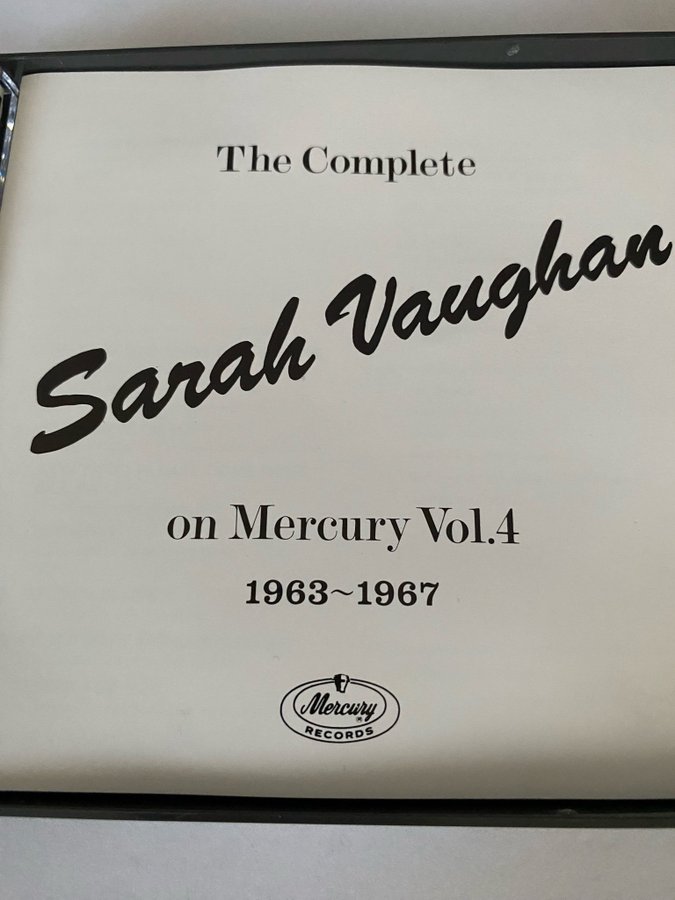 The Complete
Sarah Vaughan
on Mercury Vol.4
1963~1967
Mercury ®
RECORDS